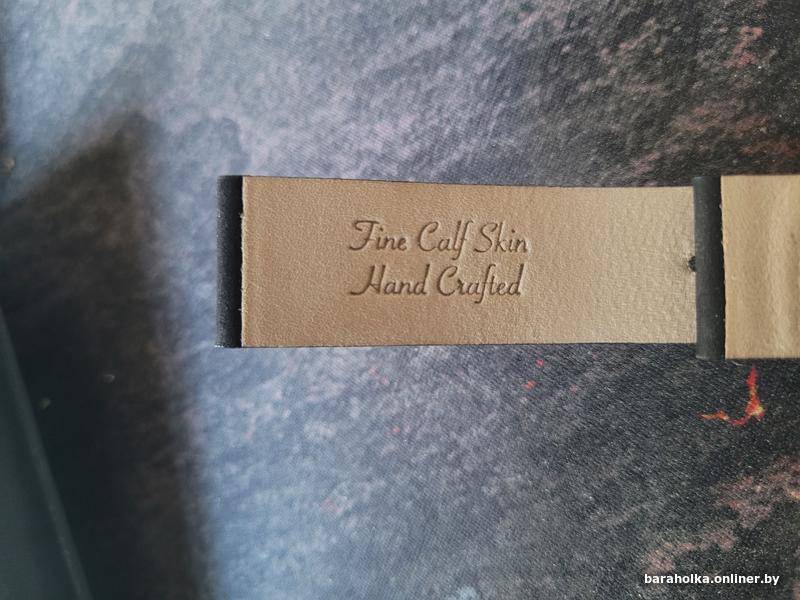 Fine Calf Skin
Hand Crafted
baraholka.onliner.by